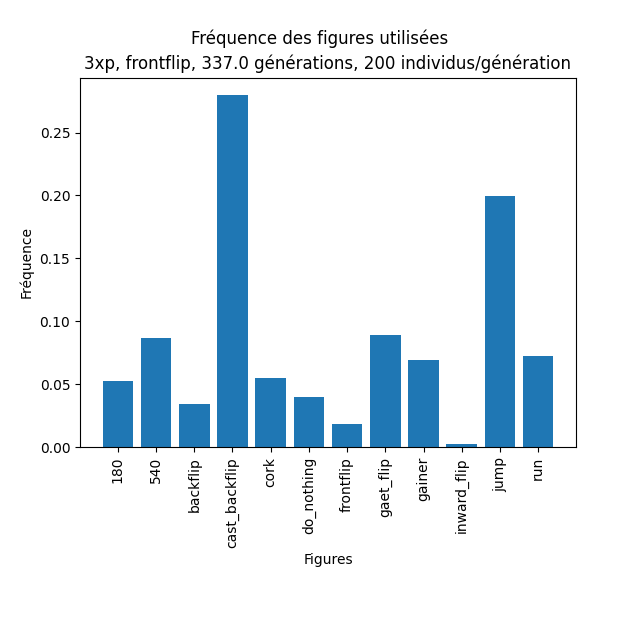 Fréquence des figures utilisées
3xp, frontflip, 337.0 générations, 200 individus/génération
Fréquence
0.25
0.20
0.15
0.10
0.05
0.00
180
540
backflip
cast_backflip
cork
do_nothing
frontflip
gaet_flip
gainer
inward_flip
jump
run
Figures